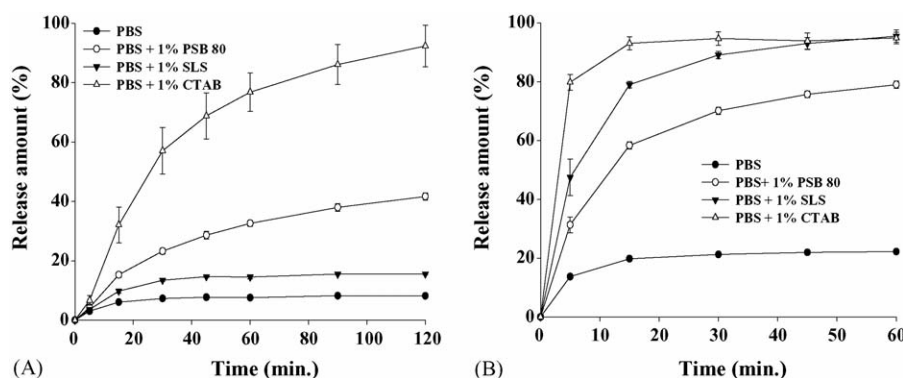 PBS
PBS + 1% PSB 80
PBS + 1% SLS
PBS + 1% CTAB
Release amount (%)
100
80
60
40
20
0
0 20 40 60 80 100 120
(A)
Time (min.)
PBS
PBS+ 1% PSB 80
PBS + 1% SLS
PBS + 1% CTAB
Release amount (%)
100
80
60
40
20
0
0 10 20 30 40 50 60
(B)
Time (min.)